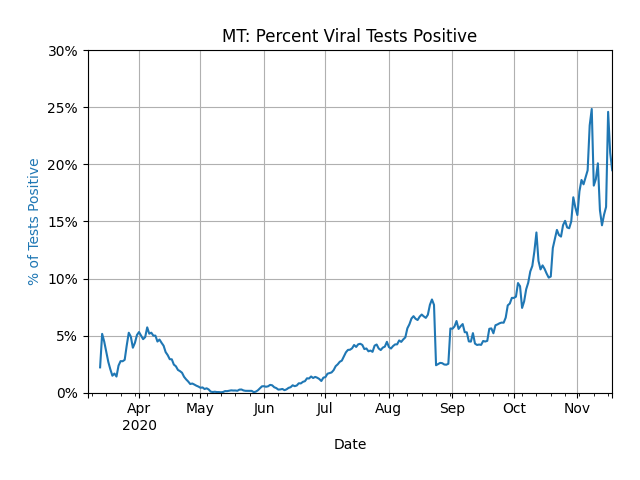 MT: Percent Viral Tests Positive
30%
25%
20%
15%
10%
5%
0%
% of Tests Positive
Apr May Jun Jul Aug Sep Oct Nov
2020
Date